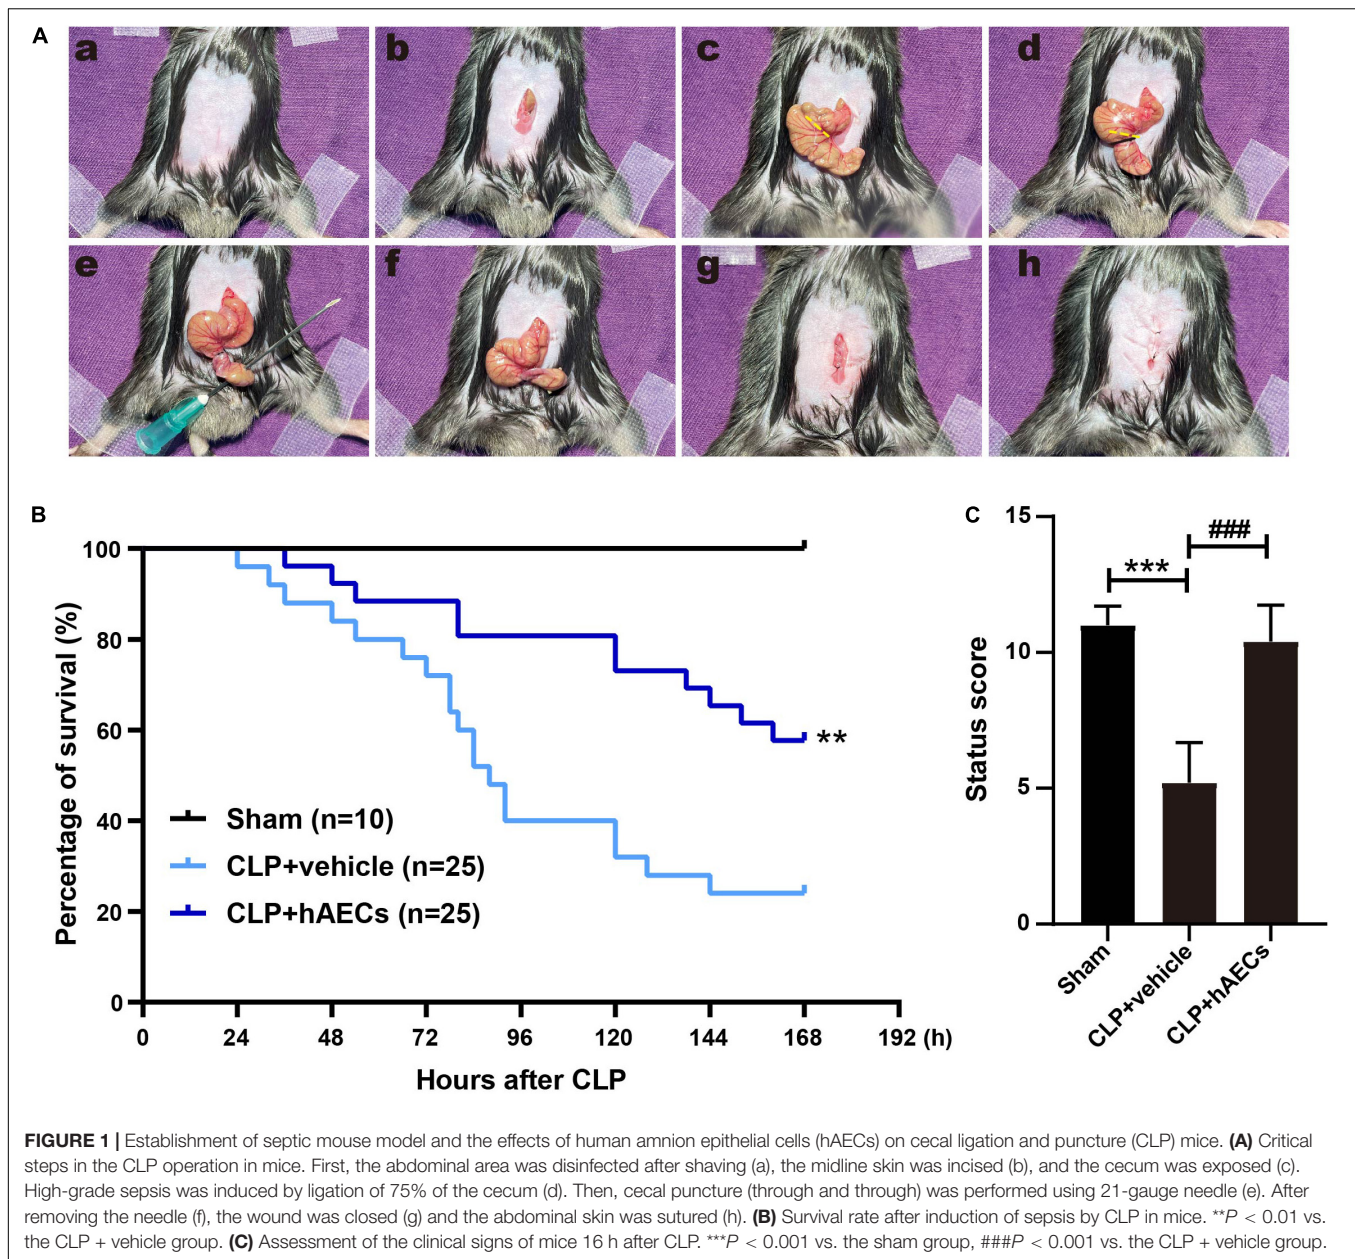 A
a
b
c
d
e
f
g
h
B
100
80
60
40
20
0
Percentage of survival (%)
**
Sham (n=10)
CLP+vehicle (n=25)
CLP+hAECs (n=25)
0 24 48 72 96 120 144 168 192 (h)
Hours after CLP
C
15
10
5
0
Status score
***
###
Sham
CLP+vehicle
CLP+hAECs
FIGURE 1 | Establishment of septic mouse model and the effects of human amnion epithelial cells (hAECs) on cecal ligation and puncture (CLP) mice. (A) Critical
steps in the CLP operation in mice. First, the abdominal area was disinfected after shaving (a), the midline skin was incised (b), and the cecum was exposed (c).
High-grade sepsis was induced by ligation of 75% of the cecum (d). Then, cecal puncture (through and through) was performed using 21-gauge needle (e). After
removing the needle (f), the wound was closed (g) and the abdominal skin was sutured (h). (B) Survival rate after induction of sepsis by CLP in mice. **P < 0.01 vs.
the CLP + vehicle group. (C) Assessment of the clinical signs of mice 16 h after CLP. ***P < 0.001 vs. the sham group, ###P < 0.001 vs. the CLP + vehicle group.